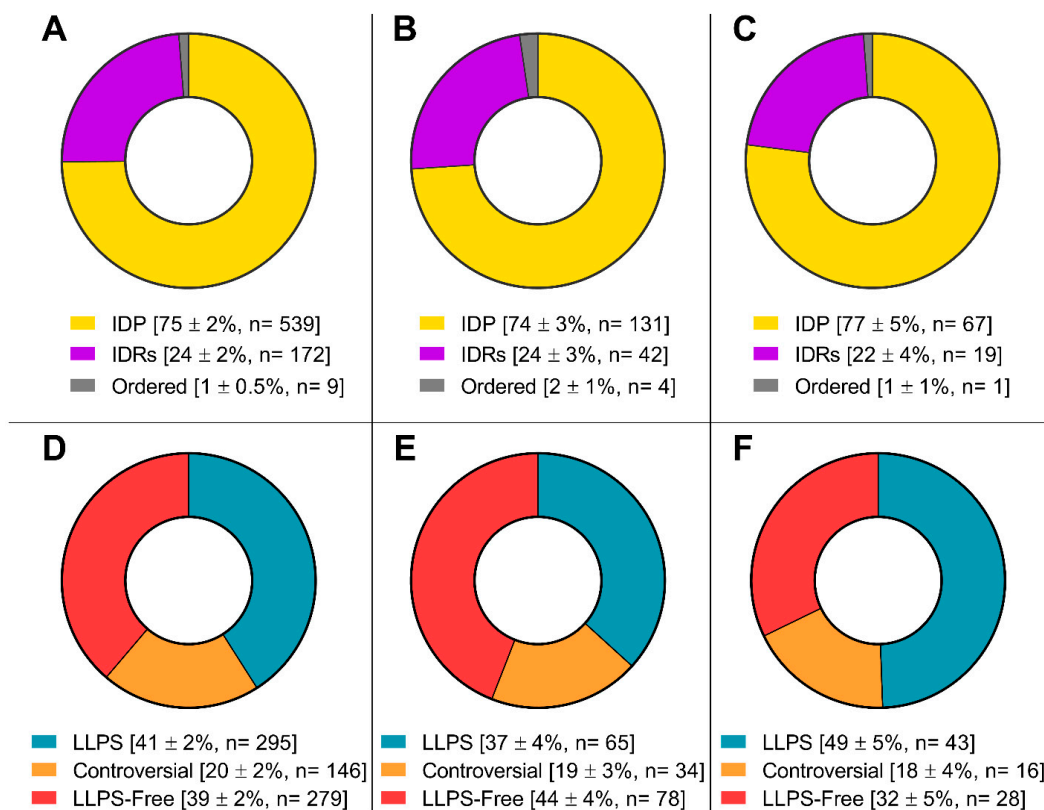 A
IDP [75 ± 2%, n= 539]
IDRs [24 ± 2%, n= 172]
Ordered [1 ± 0.5%, n= 9]
B
IDP [74 ± 3%, n= 131]
IDRs [24 ± 3%, n= 42]
Ordered [2 ± 1%, n= 4]
C
IDP [77 ± 5%, n= 67]
IDRs [22 ± 4%, n= 19]
Ordered [1 ± 1%, n= 1]
D
LLPS [41 ± 2%, n= 295]
Controversial [20 ± 2%, n= 146]
LLPS-Free [39 ± 2%, n= 279]
E
LLPS [37 ± 4%, n= 65]
Controversial [19 ± 3%, n= 34]
LLPS-Free [44 ± 4%, n= 78]
F
LLPS [49 ± 5%, n= 43]
Controversial [18 ± 4%, n= 16]
LLPS-Free [32 ± 5%, n= 28]